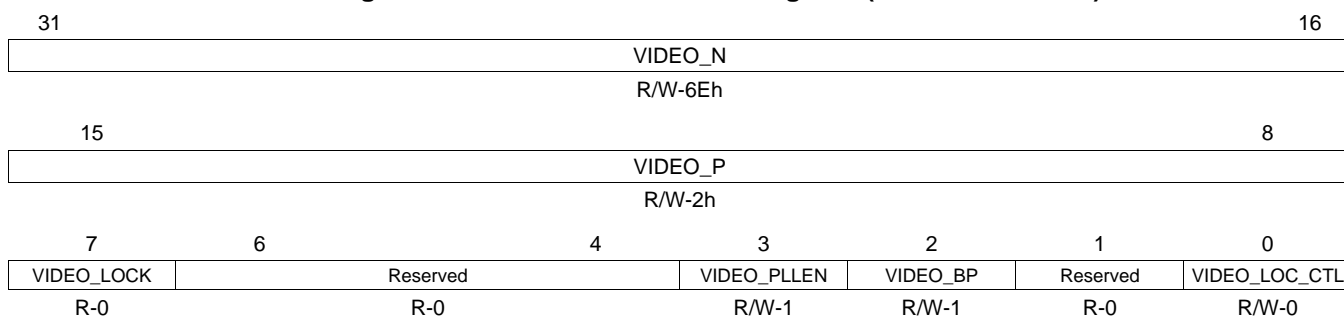 31 16
VIDEO_N
R/W-6Eh
15 8
VIDEO_P
R/W-2h
7 6 4 3 2 1 0
VIDEO_LOCK Reserved VIDEO_PLLEN VIDEO_BP Reserved VIDEO_LOC_CTL
R-0 R-0 R/W-1 R/W-1 R-0 R/W-0